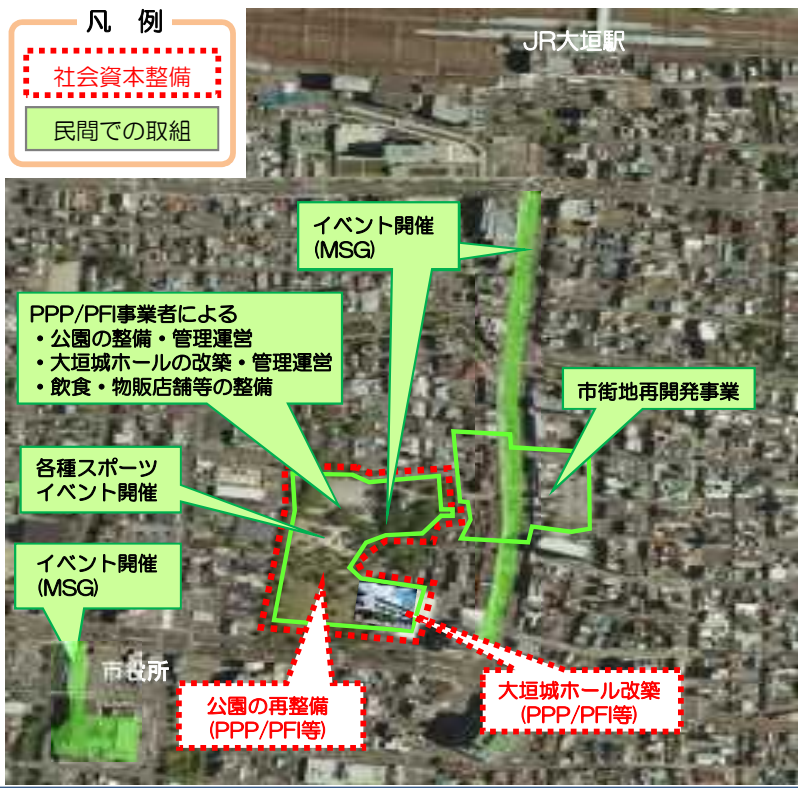 凡 例
社会資本整備
民間での取組
JR大垣駅
イベント開催
(MSG)
PPP/PFI事業者による
・公園の整備・管理運営
・大垣城ホールの改築・管理運営
・飲食・物販店舗等の整備
市街地再開発事業
各種スポーツ
イベント開催
イベント開催
(MSG)
市役所
公園の再整備
(PPP/PFI等)
大垣城ホール改築
(PPP/PFI等)